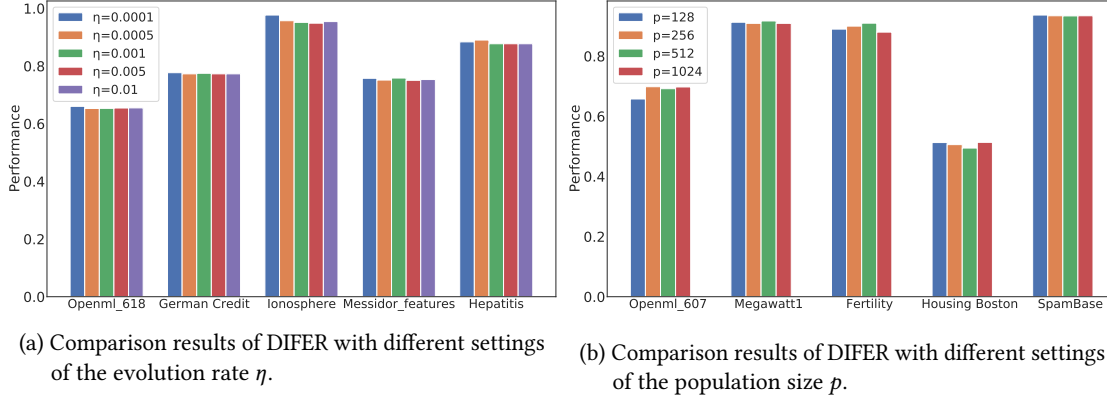 1.0
0.8
0.6
0.4
0.2
0.0
Performance
η=0.0001
η=0.0005
η=0.001
η=0.005
η=0.01
Openml_618 German Credit Ionosphere Messidor_features Hepatitis
(a) Comparison results of DIFER with different settings
of the evolution rate η.
0.8
0.6
0.4
0.2
0.0
Performance
p=128
p=256
p=512
p=1024
Openml_607 Megawatt1 Fertility Housing Boston SpamBase
(b) Comparison results of DIFER with different settings
of the population size p.